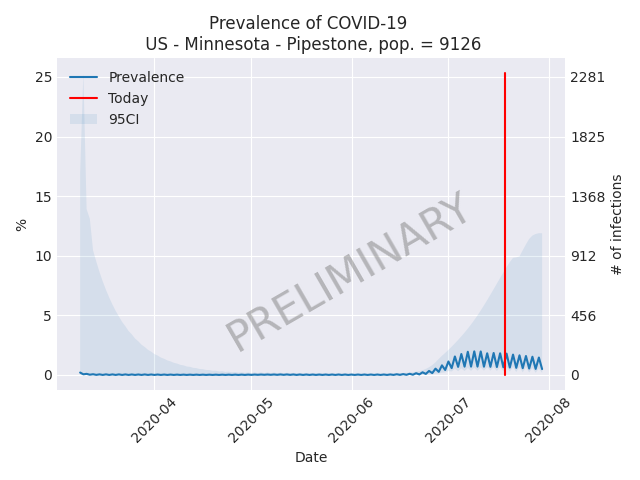 Prevalence of COVID-19
US - Minnesota - Pipestone, pop. = 9126
Prevalence
Today
95CI
25
20
15
10
5
0
%
2281
1825
1368
912
456
0
# of infections
PRELIMINARY
2020-04
2020-05
2020-06
2020-07
2020-08
Date